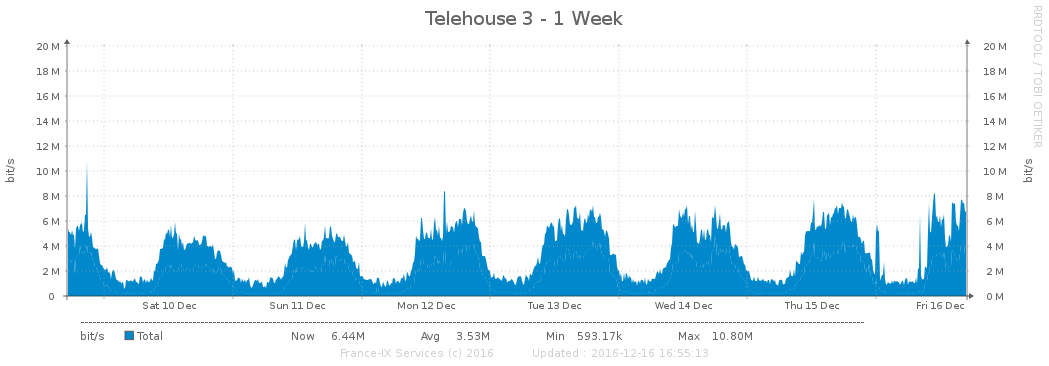 Telehouse 3 - 1 Week
RRDTOOL / TOBI OETIKER
bit/s
bit/s
20 M 20 M
18 M 18 M
16 M 16 M
14 M 14 M
12 M 12 M
10 M 10 M
8 M 8 M
6 M 6 M
4 M 4 M
2 M 2 M
0 0 M
Sat 10 Dec Sun 11 Dec Mon 12 Dec Tue 13 Dec Wed 14 Dec Thu 15 Dec Fri 16 Dec
bit/s Total Now 6.44M Avg 3.53M Min 593.17k Max 10.80M
France-IX Services (c) 2016 Updated : 2016-12-16 16:55:13